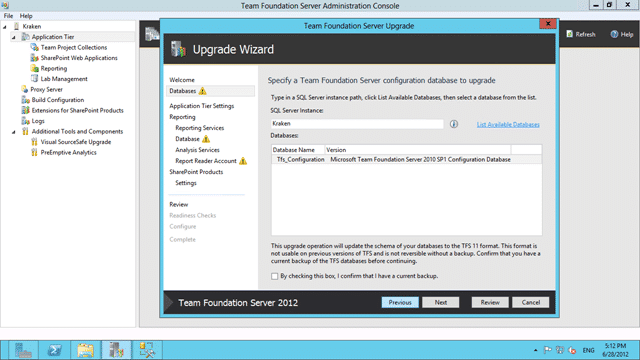 Team Foundation Server Administration Console
File Help
Kraken
Application Tier
Team Project Collections
SharePoint Web Applications
Reporting
Lab Management
Proxy Server
Build Configuration
Extensions for SharePoint Products
Logs
Additional Tools and Components
Visual SourceSafe Upgrade
PreEmptive Analytics
Refresh
Help
Team Foundation Server Upgrade
Upgrade Wizard
Welcome
Databases
Application Tier Settings
Reporting
Reporting Services
Database
Analysis Services
Report Reader Account
SharePoint Products
Settings
Review
Readiness Checks
Configure
Complete
Specify a Team Foundation Server configuration database to upgrade
Type in a SQL Server instance path, click List Available Databases, then select a database from the list.
SQL Server Instance:
Kraken
List Available Databases
Databases:
Database Name Version
Tfs_Configuration Microsoft Team Foundation Server 2010 SP1 Configuration Database
This upgrade operation will update the schema of your databases to the TFS 11 format. This format is
not usable on previous versions of TFS and is not reversible without a backup. Confirm that you have a
current backup of the TFS databases before continuing.
By checking this box, I confirm that I have a current backup.
Team Foundation Server 2012
Previous
Next
Review
Cancel
ENG
5:12 PM
6/28/2012